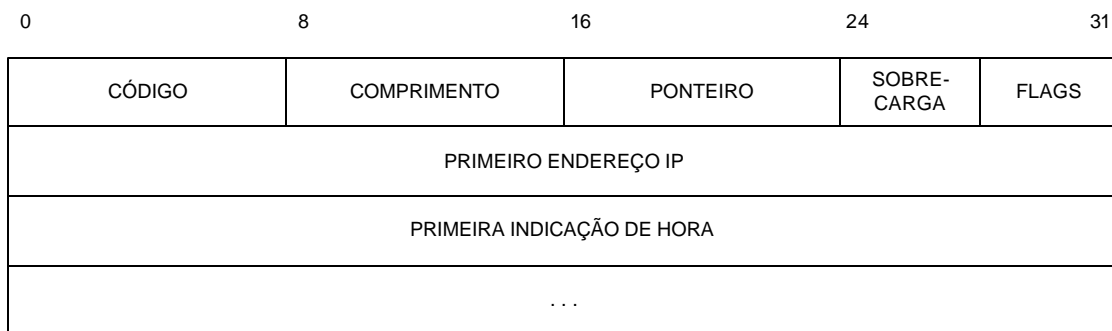 0 8 16 24 31
CÓDIGO COMPRIMENTO PONTEIRO SOBRE-
CARGA FLAGS
PRIMEIRO ENDEREÇO IP
PRIMEIRA INDICAÇÃO DE HORA
. . .